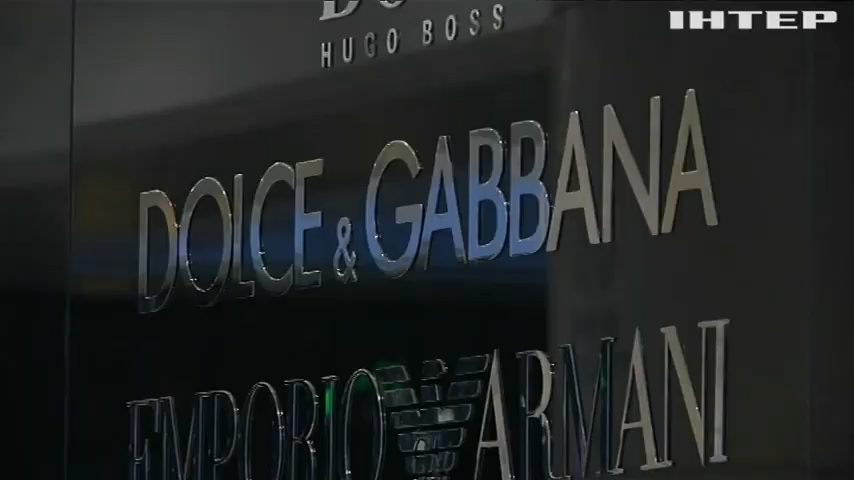 ІНТЕР
HUGO BOSS
DOLCE & GABBANA
EMPORIO ARMANI